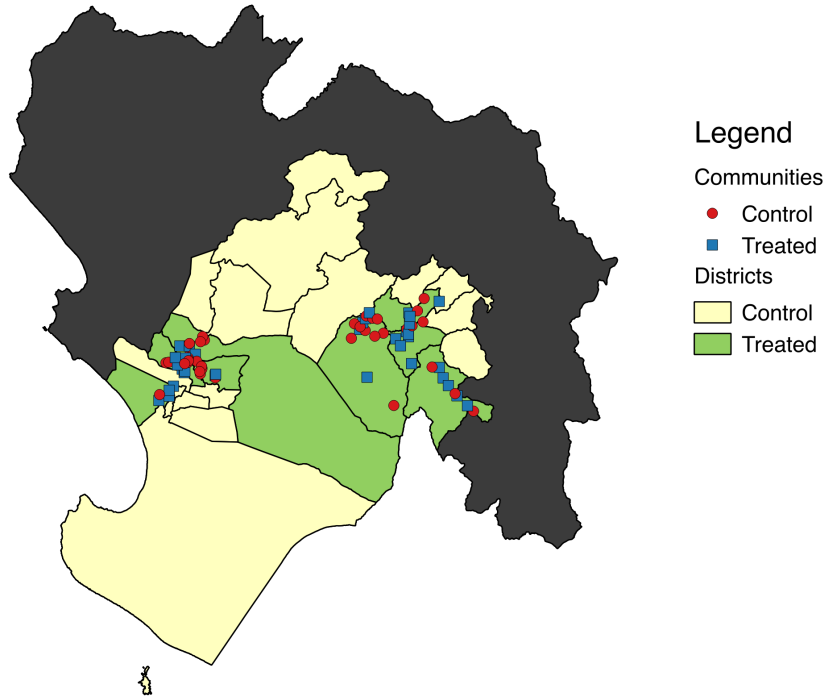 Legend
Communities
Control
Treated
Districts
Control
Treated